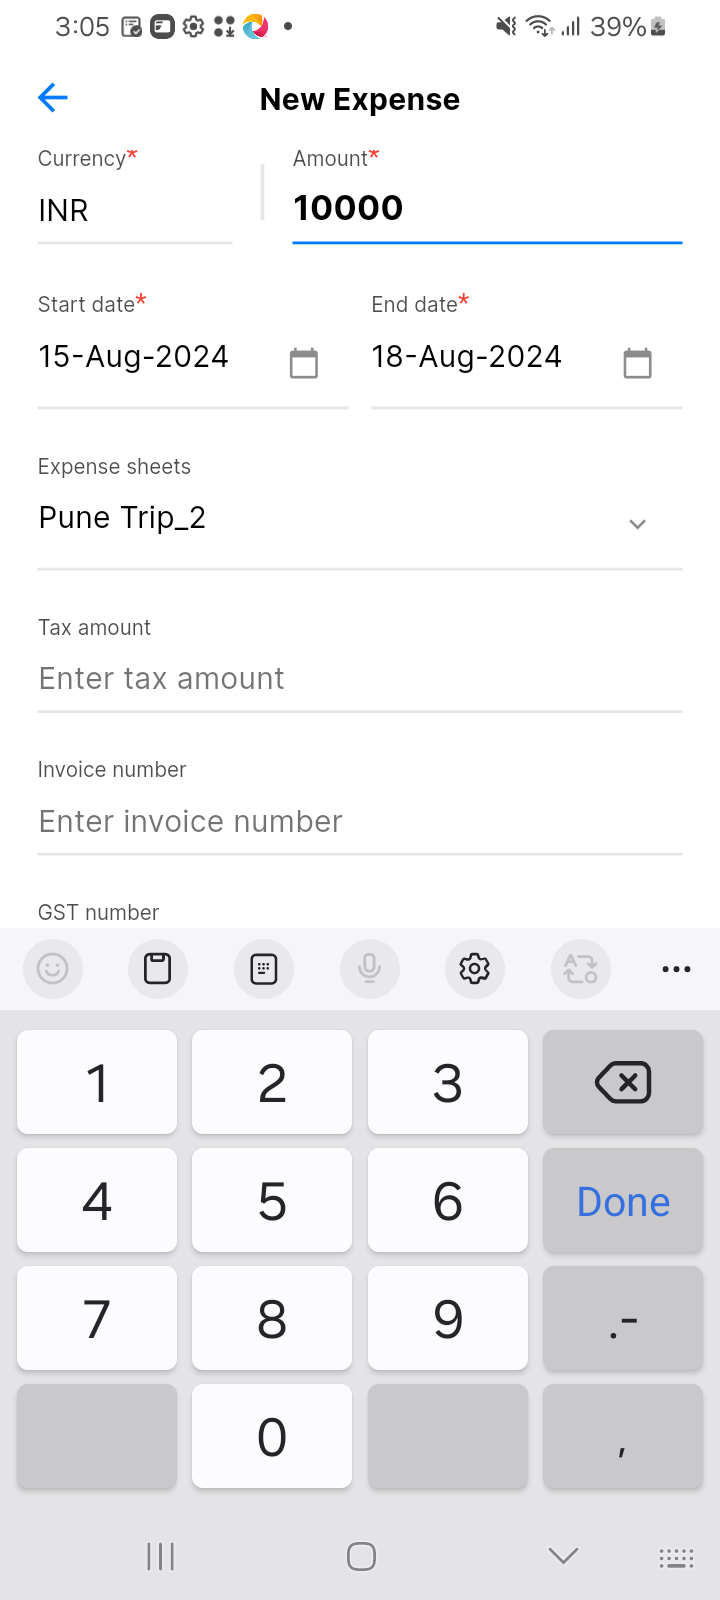 3:05 39%
New Expense
Currency* Amount*
INR 10000
Start date* End date*
15-Aug-2024 18-Aug-2024
Expense sheets
Pune Trip_2
Tax amount
Enter tax amount
Invoice number
Enter invoice number
GST number
1 2 3
4 5 6 Done
7 8 9 .-
0 ,